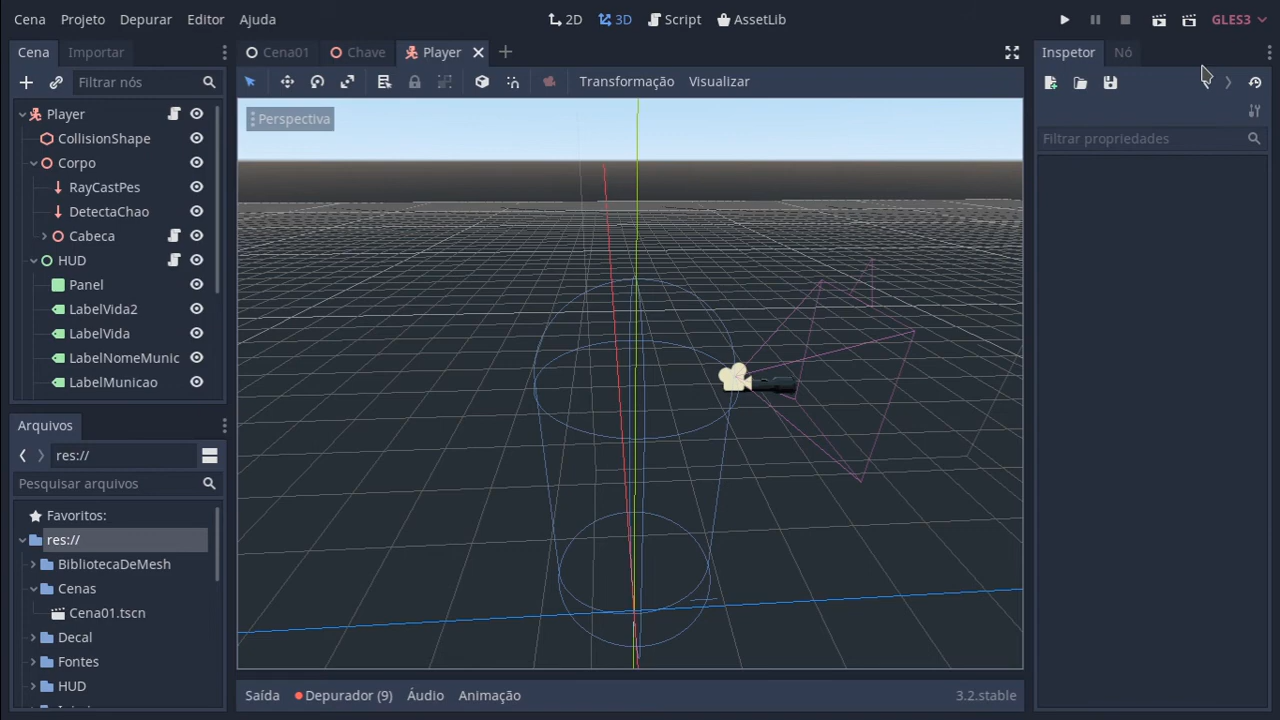 Cena Projeto Depurar Editor Ajuda 2D 3D Script AssetLib GLES3
Cena Importar Cena01 Chave Player Inspetor Nó
Filtrar nós Transformação Visualizar
Player
CollisionShape
Corpo
RayCastPes
DetectaChao
Cabeca
HUD
Panel
LabelVida2
LabelVida
LabelNomeMunic
LabelMunicao
Arquivos
res://
Pesquisar arquivos
Favoritos:
res://
BibliotecaDeMesh
Cenas
Cena01.tscn
Decal
Fontes
HUD
Perspectiva
Saída Depurador (9) Áudio Animação 3.2.stable
Filtrar propriedades